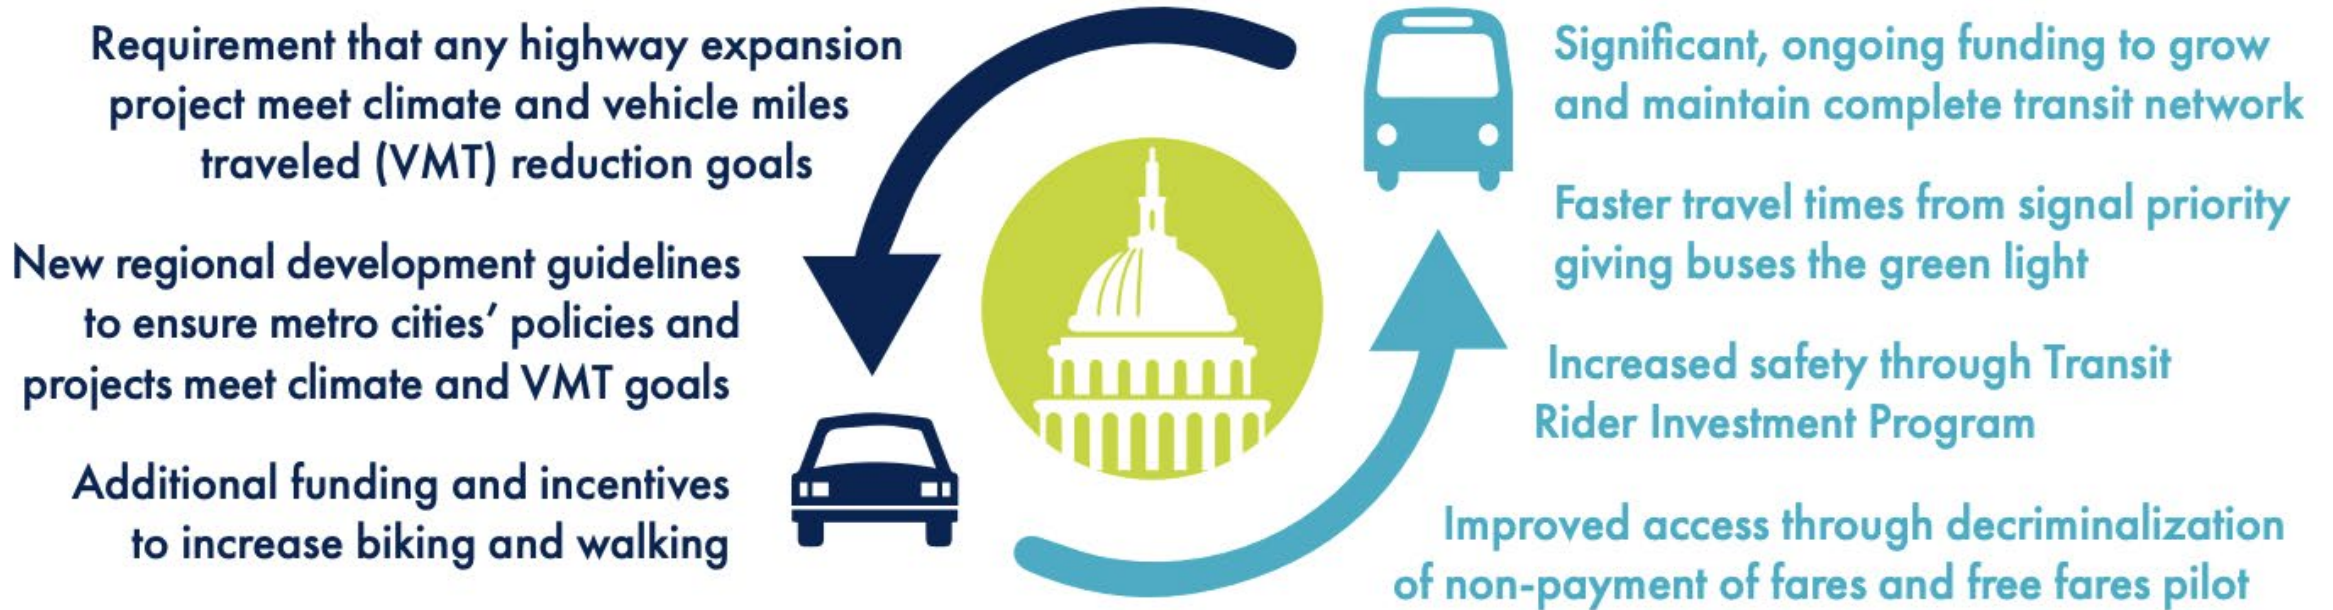 Requirement that any highway expansion
project meet climate and vehicle miles
traveled (VMT) reduction goals
New regional development guidelines
to ensure metro cities’ policies and
projects meet climate and VMT goals
Additional funding and incentives
to increase biking and walking
Significant, ongoing funding to grow
and maintain complete transit network
Faster travel times from signal priority
giving buses the green light
Increased safety through Transit
Rider Investment Program
Improved access through decriminalization
of non-payment of fares and free fares pilot